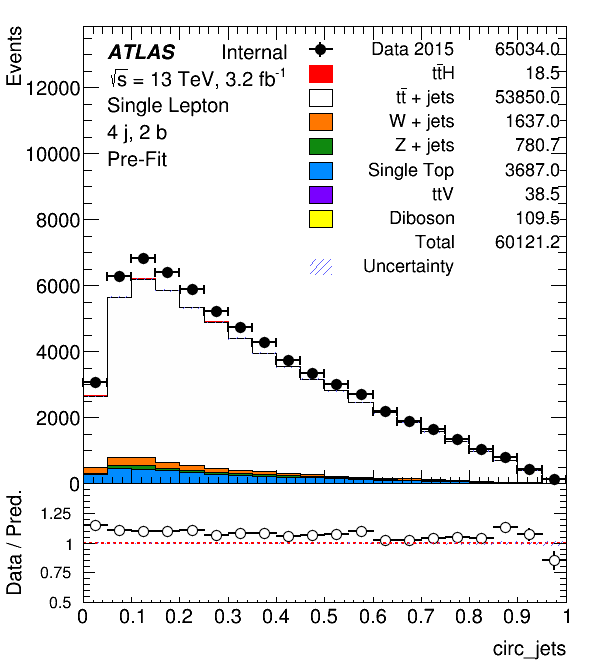 Events
ATLAS Internal
√s = 13 TeV, 3.2 fb⁻¹
Single Lepton
4 j, 2 b
Pre-Fit
Data 2015 65034.0
tt̄H 18.5
tt̄ + jets 53850.0
W + jets 1637.0
Z + jets 780.7
Single Top 3687.0
ttV 38.5
Diboson 109.5
Total 60121.2
Uncertainty
12000
10000
8000
6000
4000
2000
0
Data / Pred.
1.25
1
0.75
0.5
0 0.1 0.2 0.3 0.4 0.5 0.6 0.7 0.8 0.9 1
circ_jets